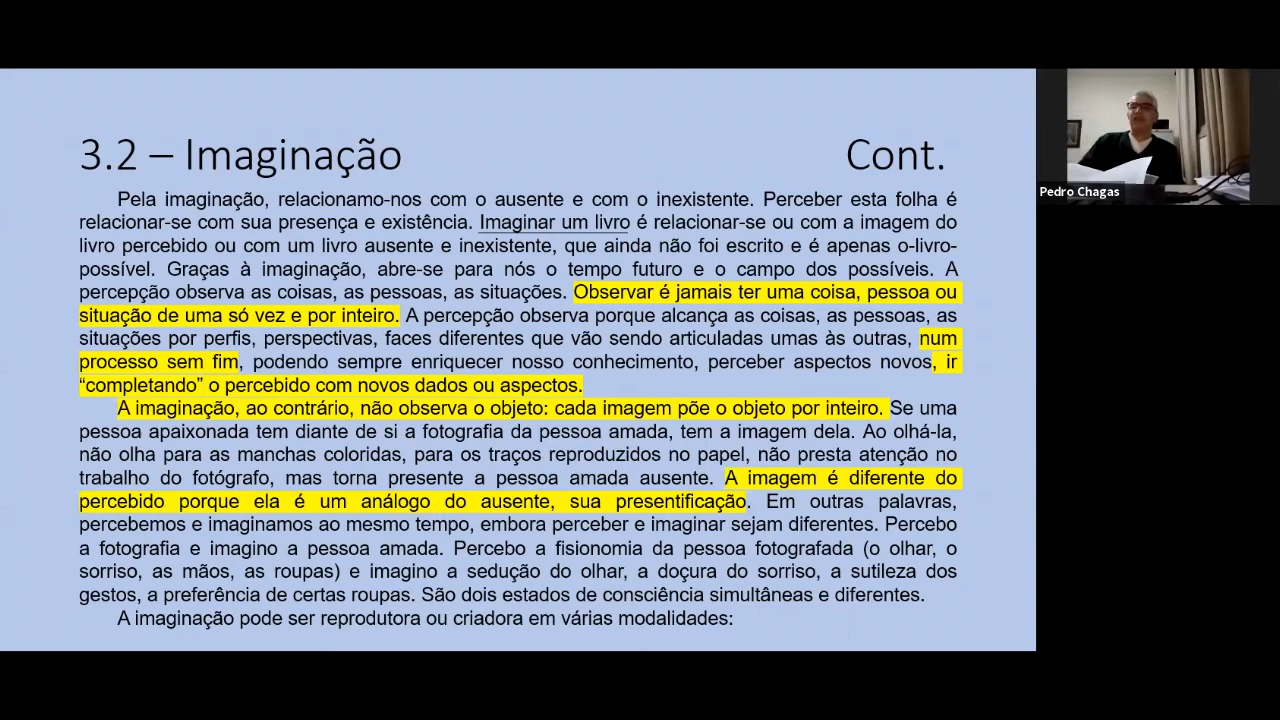 3.2 – Imaginação Cont.
Pela imaginação, relacionamo-nos com o ausente e com o inexistente. Perceber esta folha é
relacionar-se com sua presença e existência. Imaginar um livro é relacionar-se ou com a imagem do
livro percebido ou com um livro ausente e inexistente, que ainda não foi escrito e é apenas o-livro-
possível. Graças à imaginação, abre-se para nós o tempo futuro e o campo dos possíveis. A
percepção observa as coisas, as pessoas, as situações. Observar é jamais ter uma coisa, pessoa ou
situação de uma só vez e por inteiro. A percepção observa porque alcança as coisas, as pessoas, as
situações por perfis, perspectivas, faces diferentes que vão sendo articuladas umas às outras, num
processo sem fim, podendo sempre enriquecer nosso conhecimento, perceber aspectos novos, ir
“completando” o percebido com novos dados ou aspectos.
A imaginação, ao contrário, não observa o objeto: cada imagem põe o objeto por inteiro. Se uma
pessoa apaixonada tem diante de si a fotografia da pessoa amada, tem a imagem dela. Ao olhá-la,
não olha para as manchas coloridas, para os traços reproduzidos no papel, não presta atenção no
trabalho do fotógrafo, mas torna presente a pessoa amada ausente. A imagem é diferente do
percebido porque ela é um análogo do ausente, sua presentificação. Em outras palavras,
percebemos e imaginamos ao mesmo tempo, embora perceber e imaginar sejam diferentes. Percebo
a fotografia e imagino a pessoa amada. Percebo a fisionomia da pessoa fotografada (o olhar, o
sorriso, as mãos, as roupas) e imagino a sedução do olhar, a doçura do sorriso, a sutileza dos
gestos, a preferência de certas roupas. São dois estados de consciência simultâneas e diferentes.
A imaginação pode ser reprodutora ou criadora em várias modalidades:
Pedro Chagas